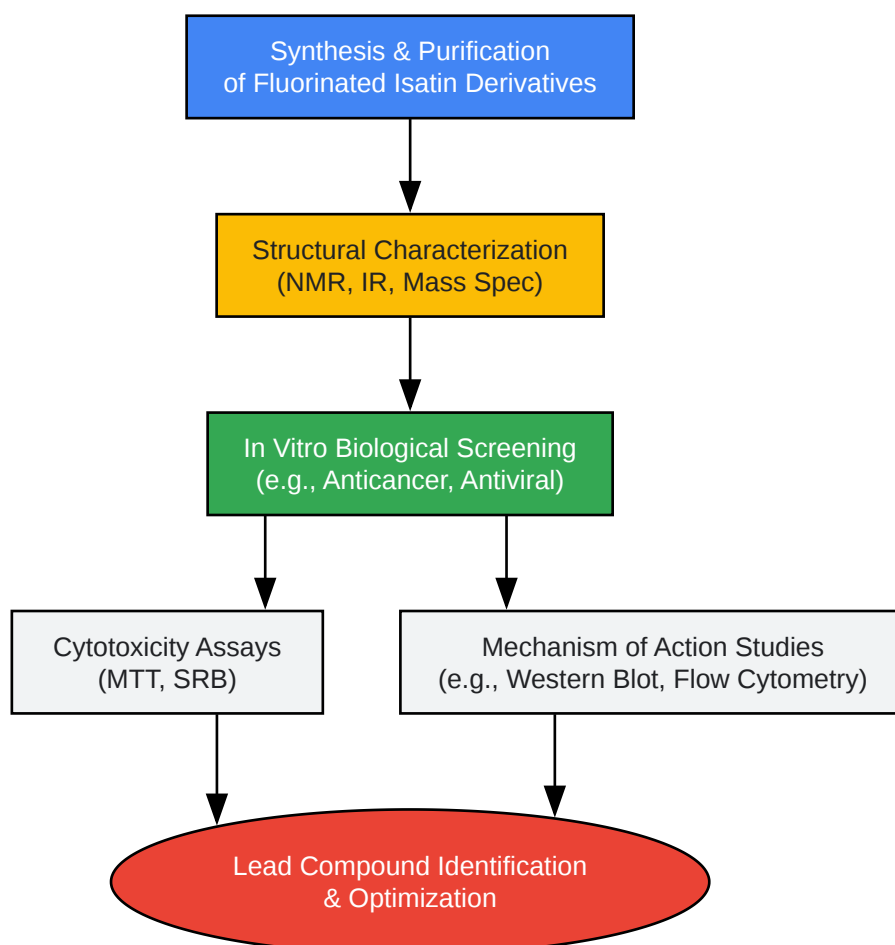 Synthesis & Purification
of Fluorinated Isatin Derivatives
Structural Characterization
(NMR, IR, Mass Spec)
In Vitro Biological Screening
(e.g., Anticancer, Antiviral)
Cytotoxicity Assays
(MTT, SRB)
Mechanism of Action Studies
(e.g., Western Blot, Flow Cytometry)
Lead Compound Identification
& Optimization